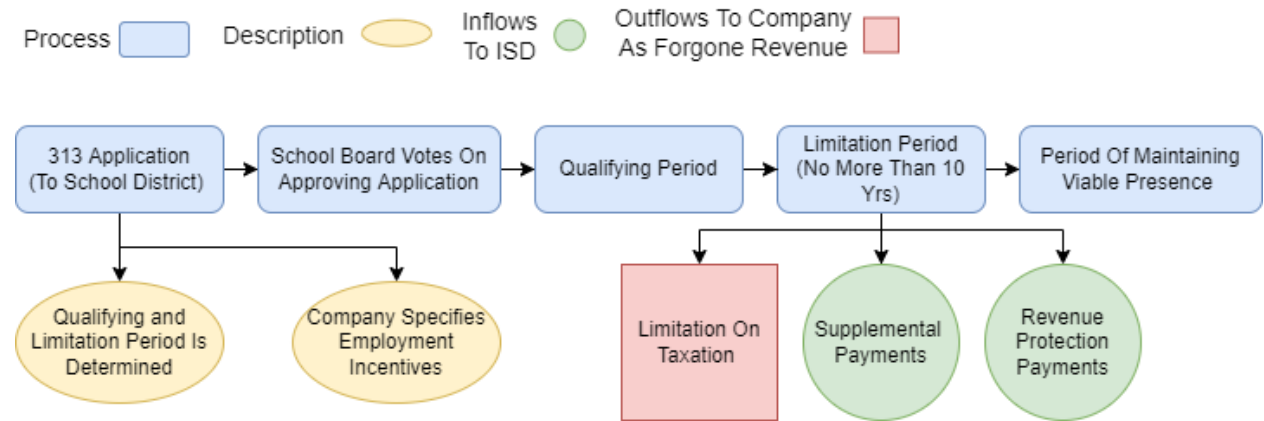 Process
Description
Inflows
To ISD
Outflows To Company
As Forgone Revenue
313 Application
(To School District)
School Board Votes On
Approving Application
Qualifying Period
Limitation Period
(No More Than 10
Yrs)
Period Of Maintaining
Viable Presence
Qualifying and
Limitation Period Is
Determined
Company Specifies
Employment
Incentives
Limitation On
Taxation
Supplemental
Payments
Revenue
Protection
Payments